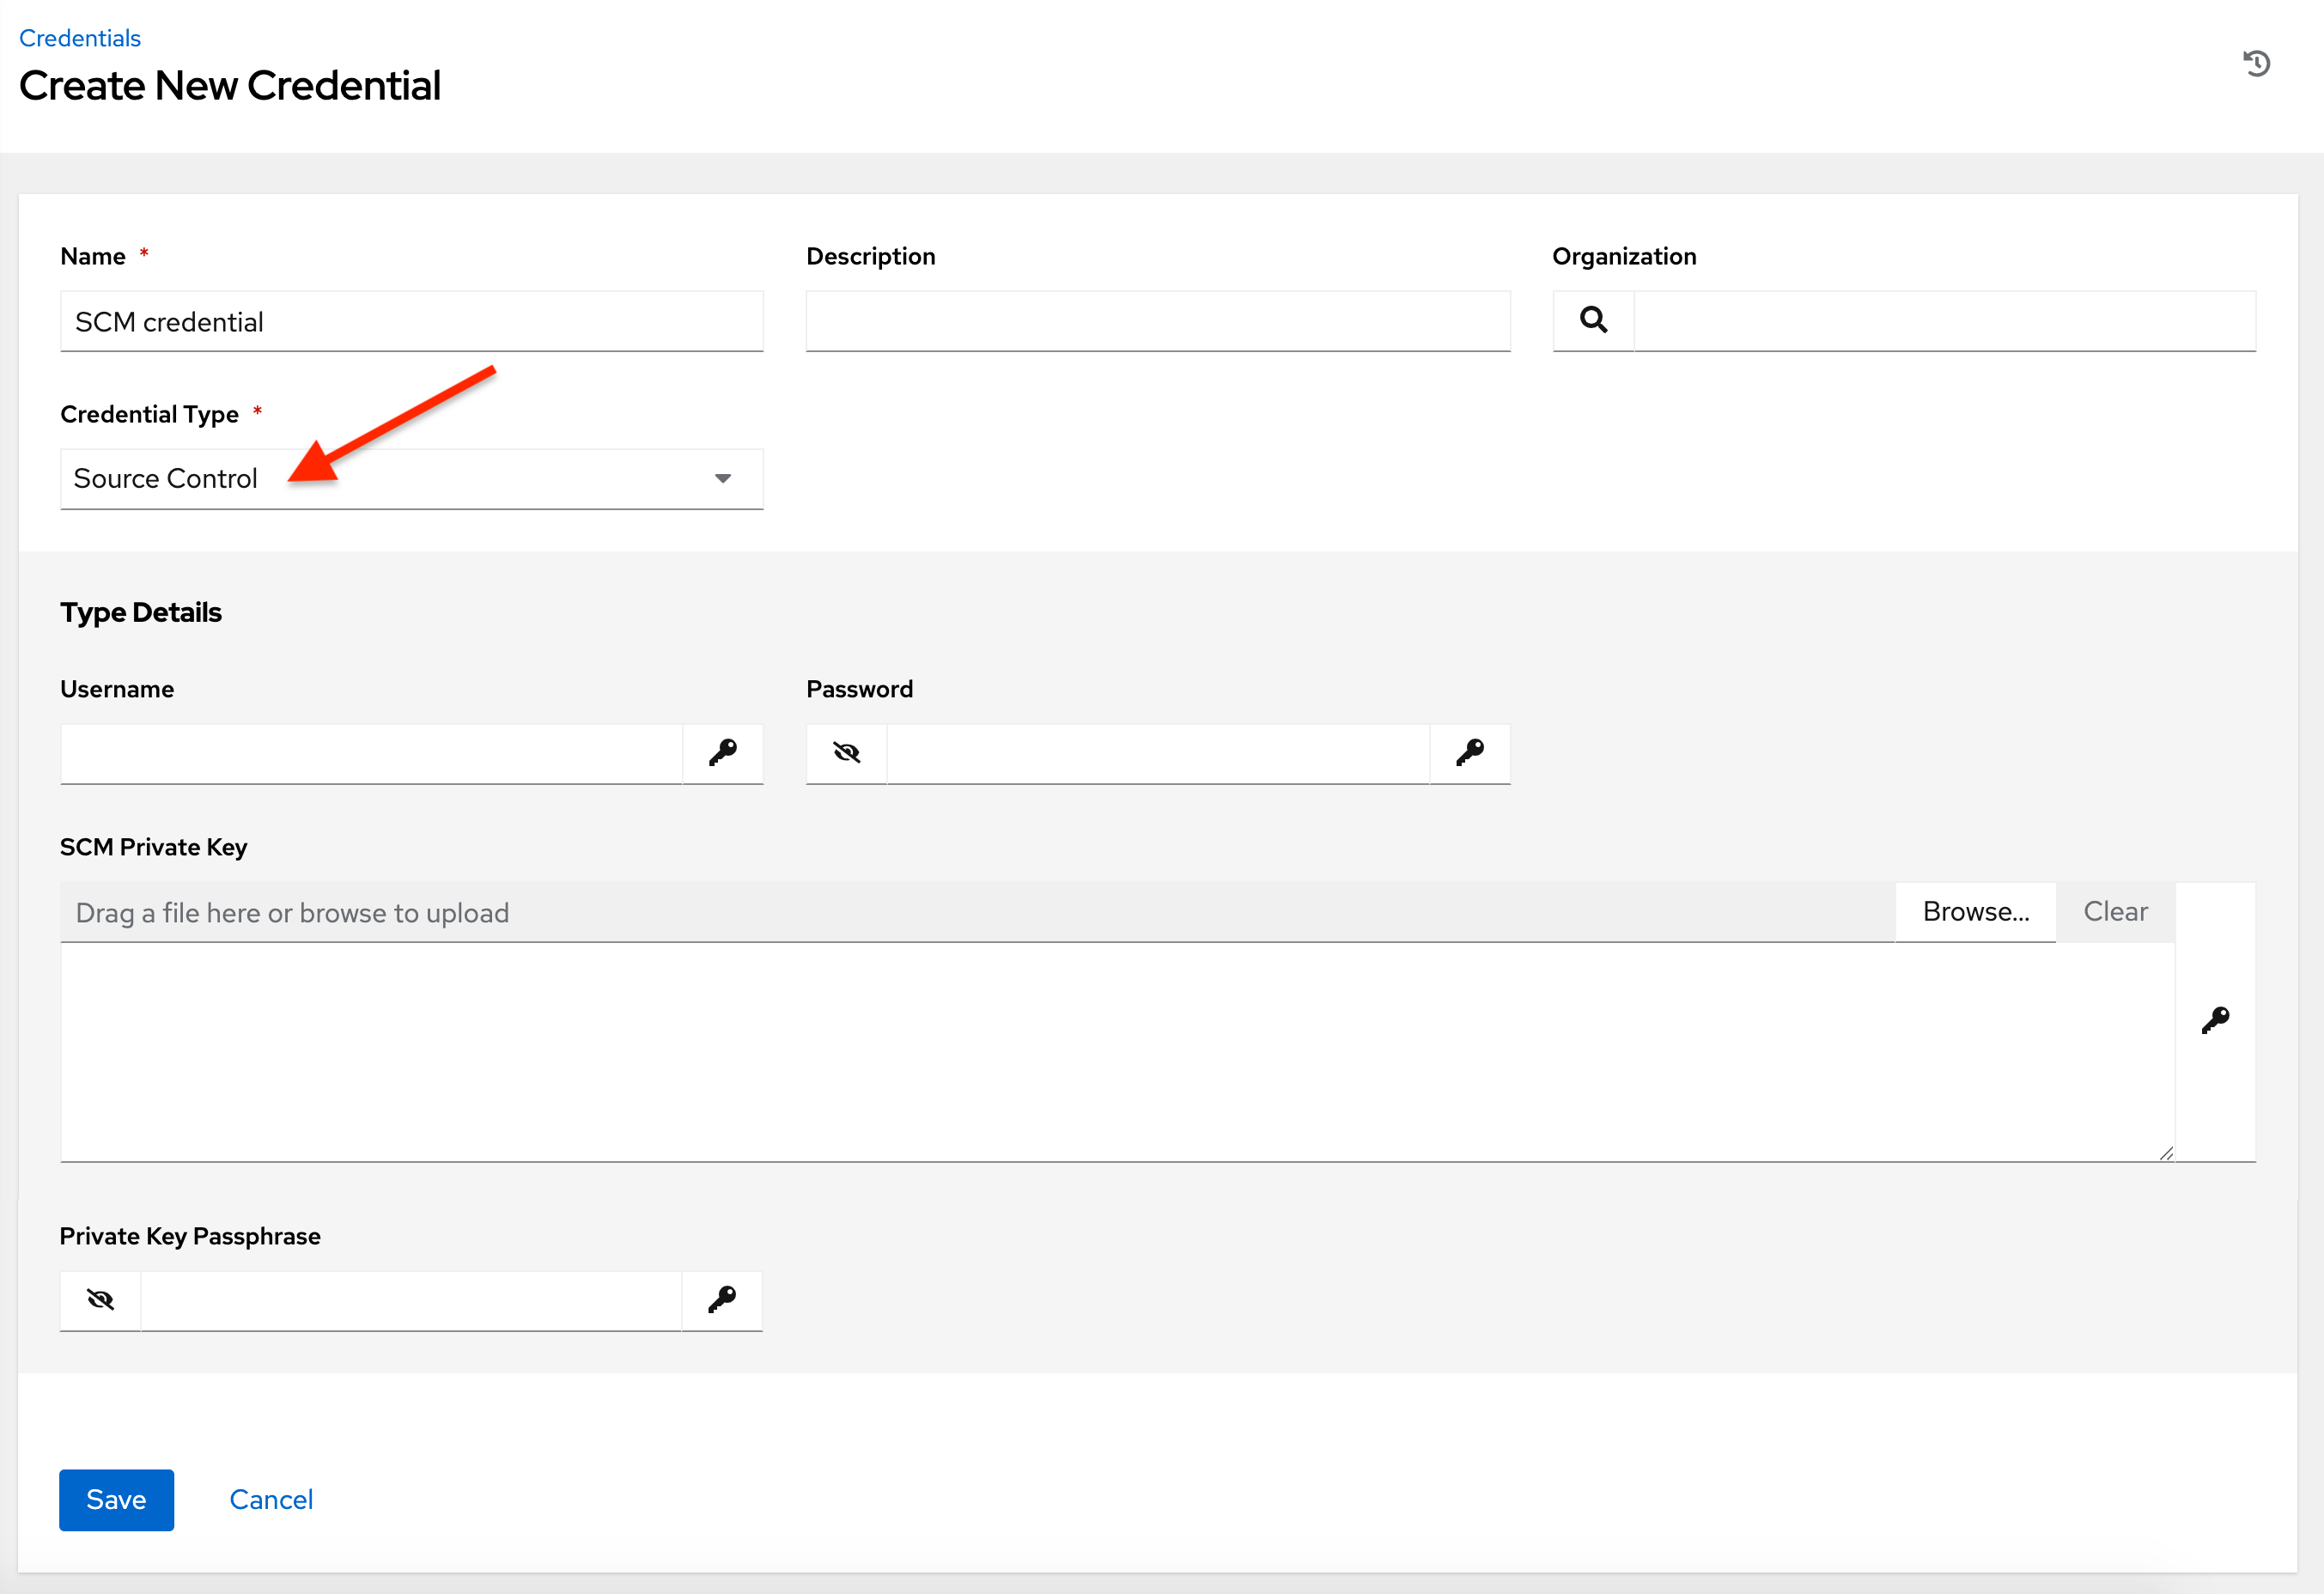 Credentials
Create New Credential
Name *
Description
Organization
SCM credential
Credential Type *
Source Control
Type Details
Username
Password
SCM Private Key
Drag a file here or browse to upload
Browse...
Clear
Private Key Passphrase
Save
Cancel